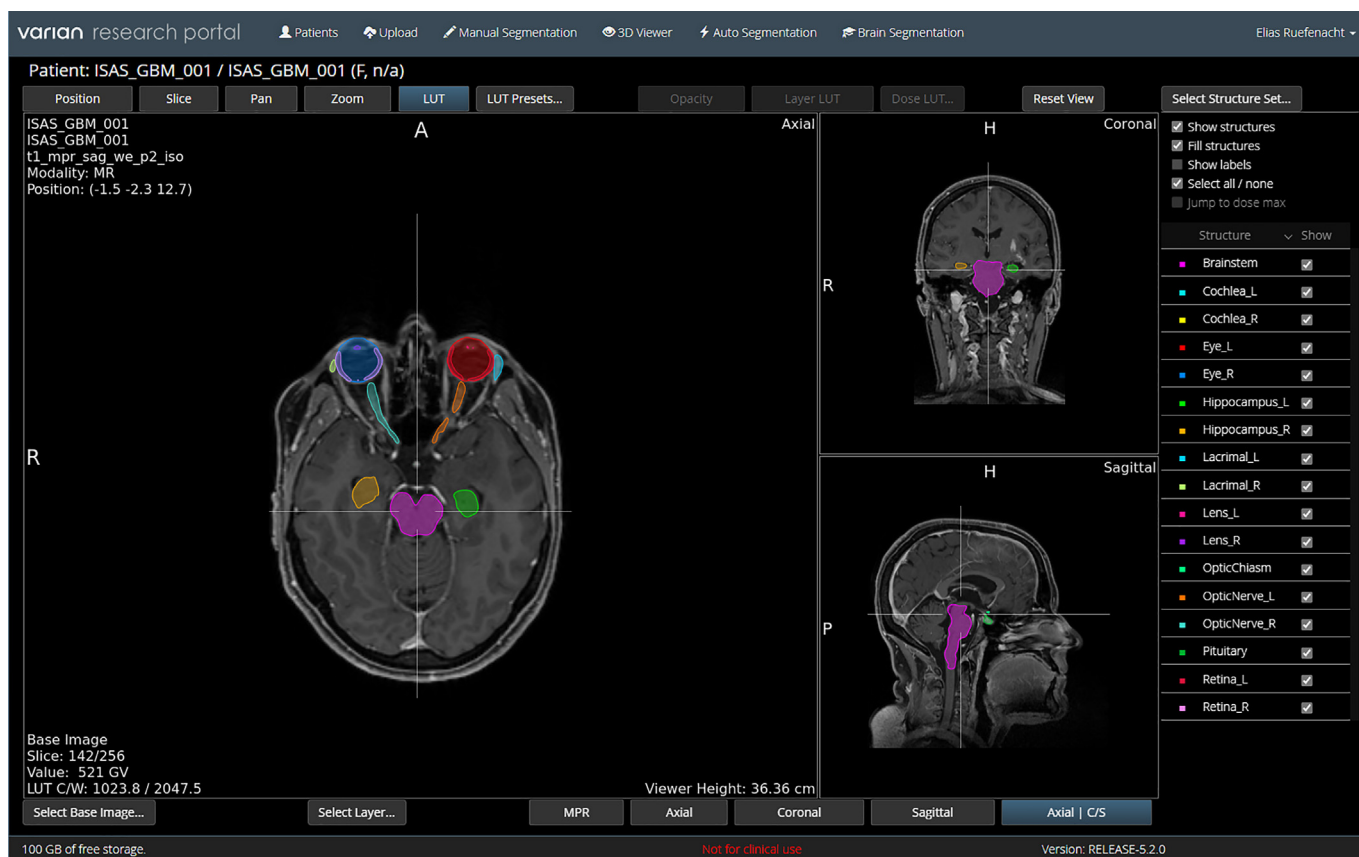 varian research portal Patients Upload Manual Segmentation 3D Viewer Auto Segmentation Brain Segmentation Elias Ruefenacht
Patient: ISAS_GBM_001 / ISAS_GBM_001 (F, n/a)
Position Slice Pan Zoom LUT LUT Presets... Opacity Layer LUT Dose LUT... Reset View Select Structure Set...
ISAS_GBM_001
ISAS_GBM_001
t1_mpr_sag_we_p2_iso
Modality: MR
Position: (-1.5 -2.3 12.7)
A
Axial
R
Base Image
Slice: 142/256
Value: 521 GV
LUT C/W: 1023.8 / 2047.5
Viewer Height: 36.36 cm
H
Coronal
R
H
Sagittal
P
Show structures
Fill structures
Show labels
Select all / none
Jump to dose max
Structure Show
Brainstem
Cochlea_L
Cochlea_R
Eye_L
Eye_R
Hippocampus_L
Hippocampus_R
Lacrimal_L
Lacrimal_R
Lens_L
Lens_R
OpticChiasm
OpticNerve_L
OpticNerve_R
Pituitary
Retina_L
Retina_R
Select Base Image... Select Layer... MPR Axial Coronal Sagittal Axial | C/S
100 GB of free storage. Not for clinical use Version: RELEASE-5.2.0